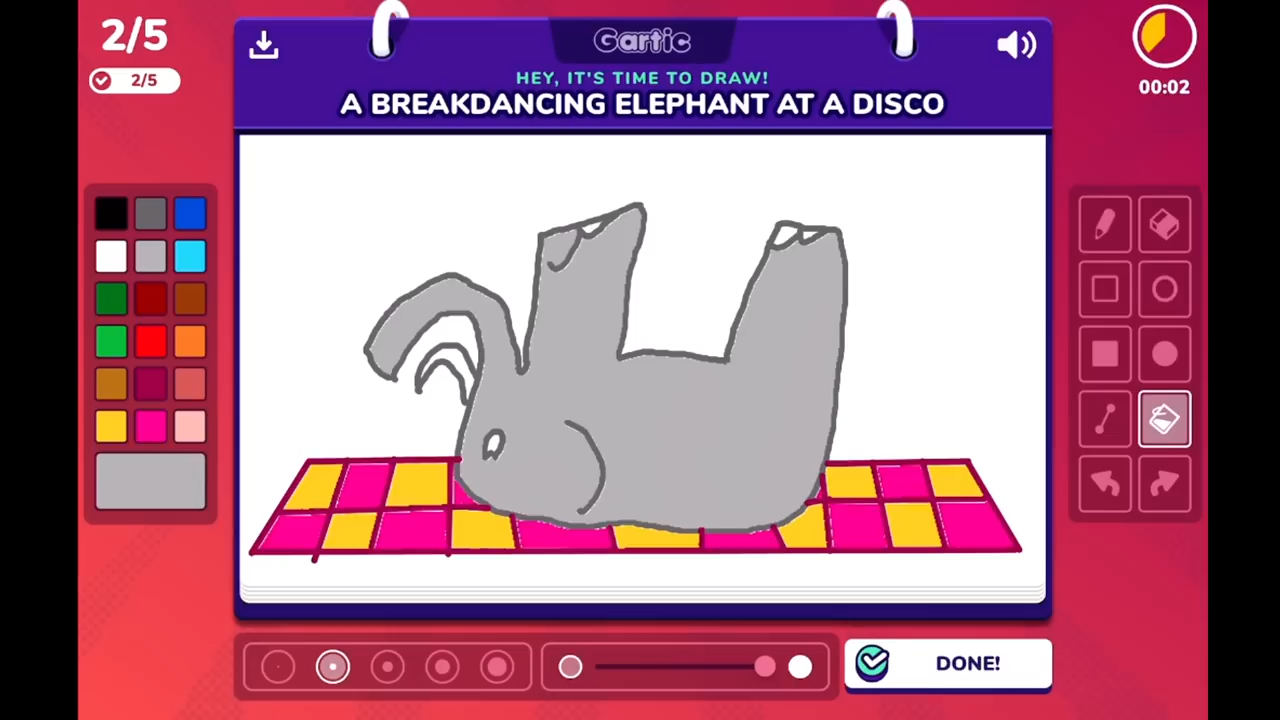 2/5
2/5
Gartic
HEY, IT'S TIME TO DRAW!
A BREAKDANCING ELEPHANT AT A DISCO
00:02
DONE!